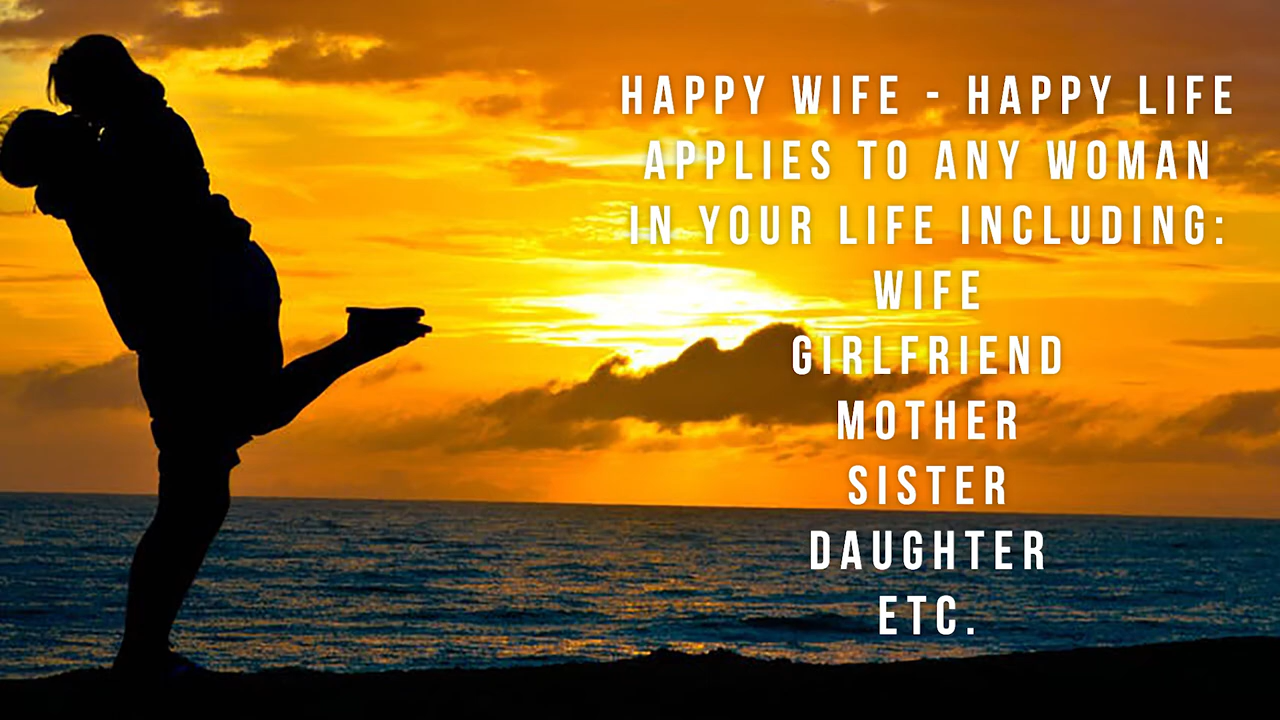 HAPPY WIFE - HAPPY LIFE
APPLIES TO ANY WOMAN
IN YOUR LIFE INCLUDING:
WIFE
GIRLFRIEND
MOTHER
SISTER
DAUGHTER
ETC.